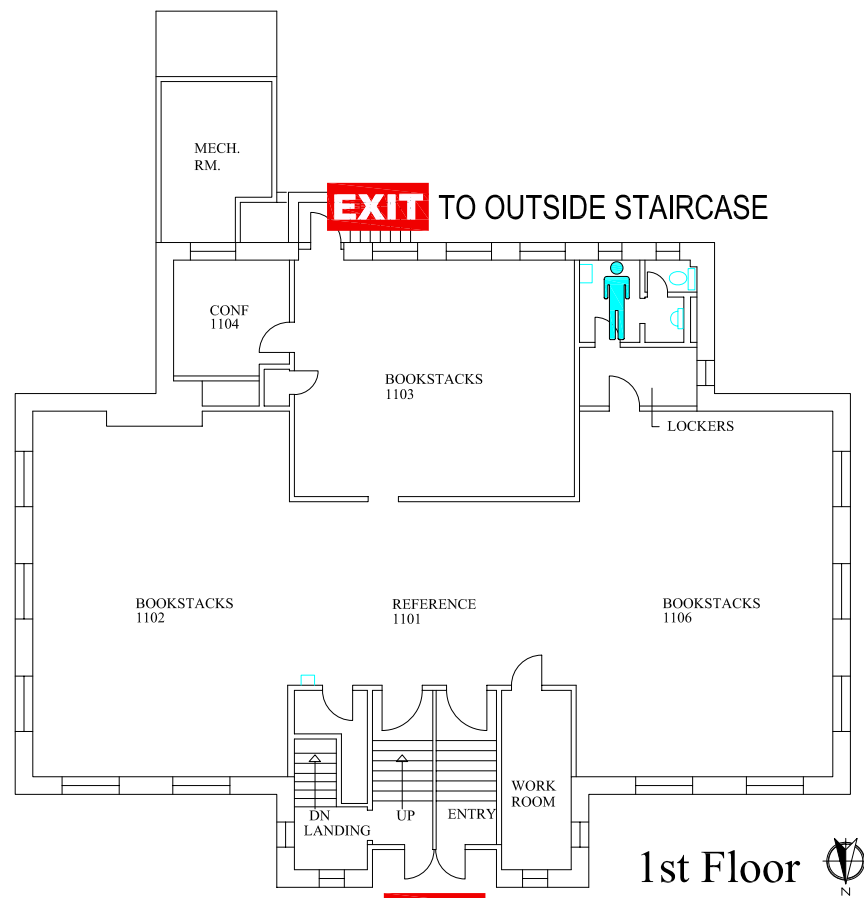 MECH.
RM.
EXIT TO OUTSIDE STAIRCASE
CONF
1104
BOOKSTACKS
1103
LOCKERS
BOOKSTACKS
1102
REFERENCE
1101
BOOKSTACKS
1106
WORK
ROOM
DN
LANDING
UP
ENTRY
1st Floor
N